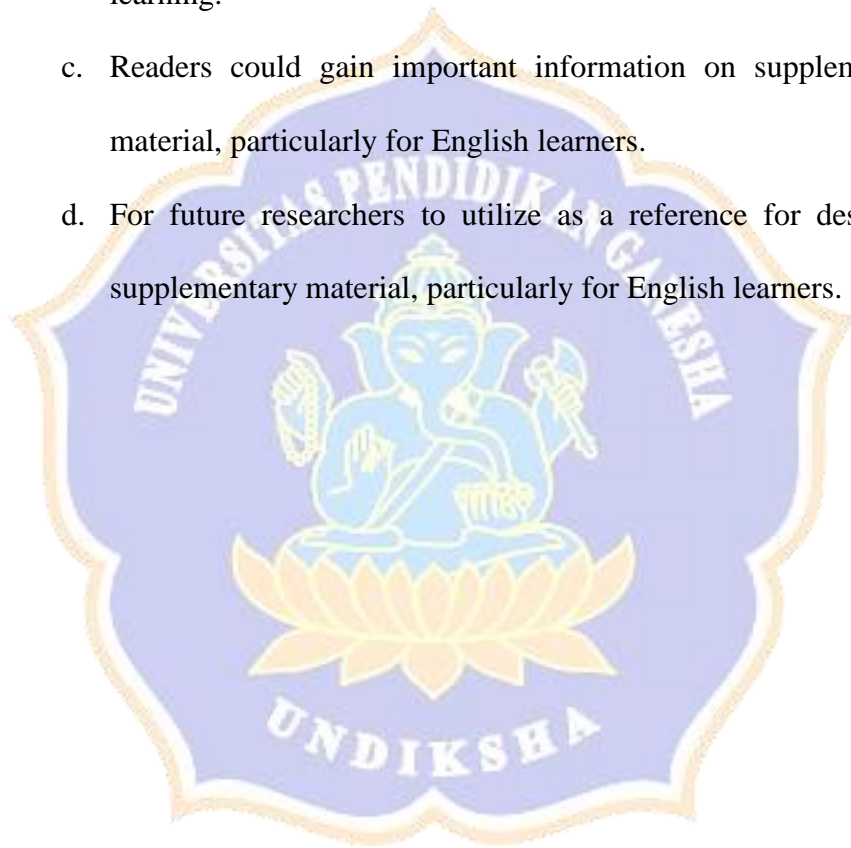 learning.
c. Readers could gain important information on supplem
material, particularly for English learners.
d. For future researchers to utilize as a reference for des
supplementary material, particularly for English learners.
UNIVERSITAS PENDIDIKAN GANESHA
UNDIKSHA